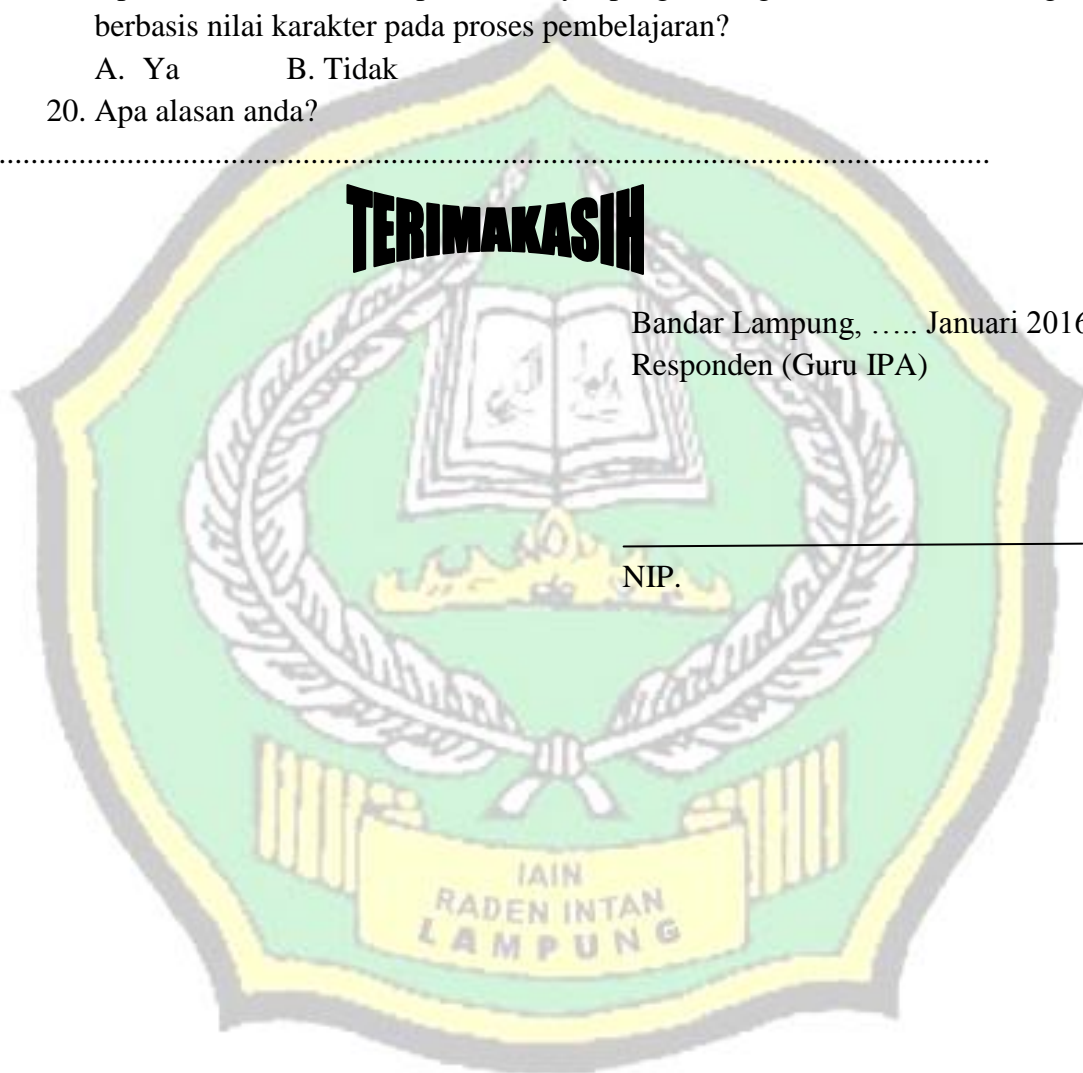 berbasis nilai karakter pada proses pembelajaran?
A. Ya B. Tidak
20. Apa alasan anda?
................................................................................................................................
TERIMAKASIH
Bandar Lampung, ….. Januari 2016
Responden (Guru IPA)
NIP.
IAIN
RADEN INTAN
LAMPUNG